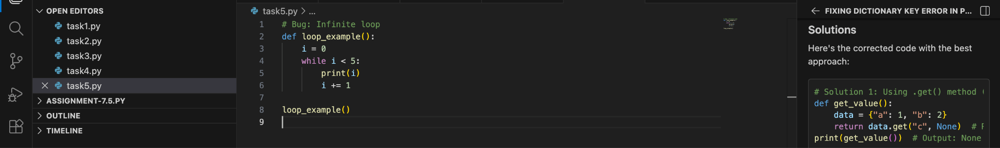 OPEN EDITORS
task1.py
task2.py
task3.py
task4.py
task5.py
ASSIGNMENT-7.5.PY
OUTLINE
TIMELINE
task5.py > ...
1 # Bug: Infinite loop
2 def loop_example():
3     i = 0
4     while i < 5:
5         print(i)
6         i += 1
7
8 loop_example()
9
FIXING DICTIONARY KEY ERROR IN P...
Solutions
Here's the corrected code with the best
approach:
# Solution 1: Using .get() method (
def get_value():
    data = {"a": 1, "b": 2}
    return data.get("c", None)  #
print(get_value())  # Output: None